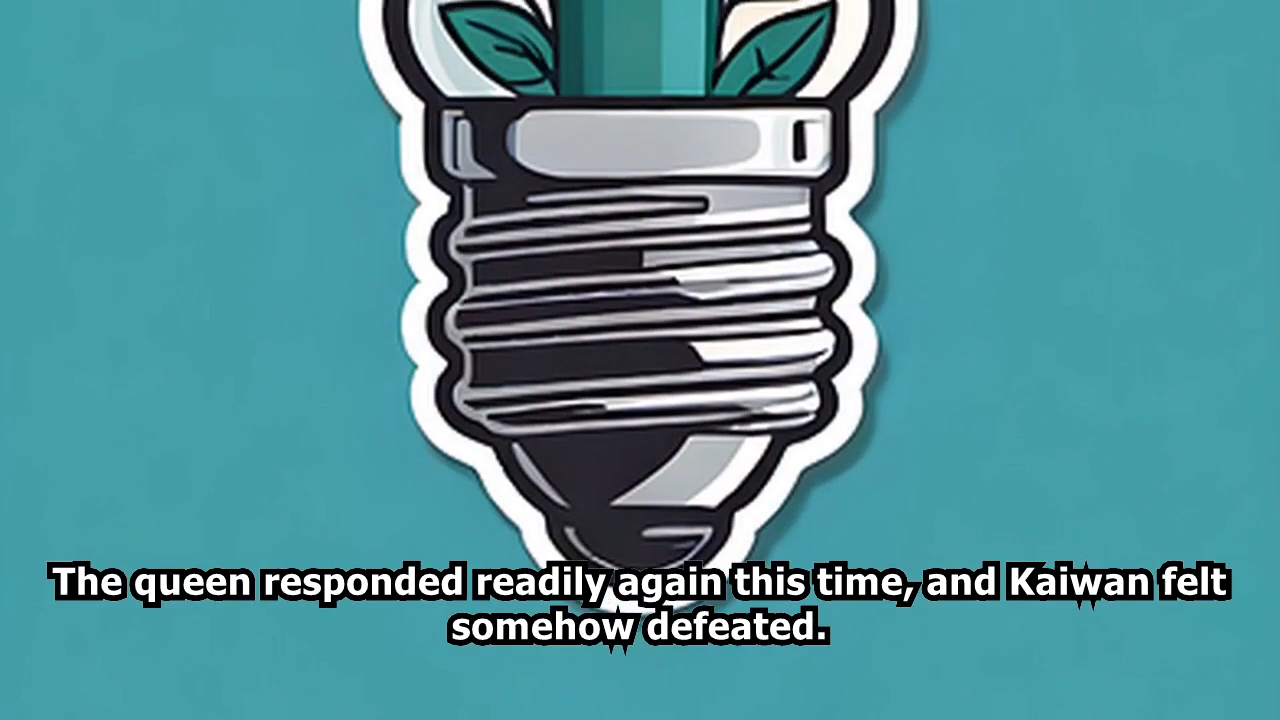 The queen responded readily again this time, and Kaiwan felt
somehow defeated.